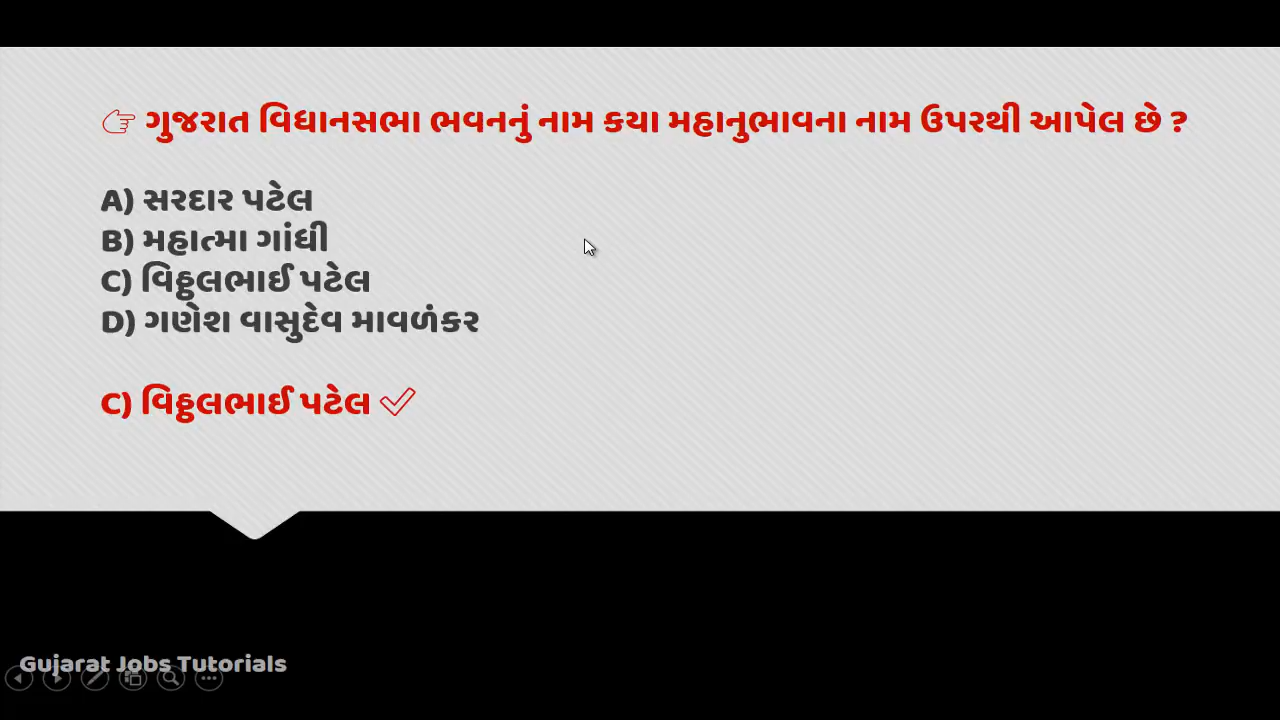 👉 ગુજરાત વિધાનસભા ભવનનું નામ કયા મહાનુભાવના નામ ઉપરથી આપેલ છે ?
A) સરદાર પટેલ
B) મહાત્મા ગાંધી
C) વિઠ્ઠલભાઈ પટેલ
D) ગણેશ વાસુદેવ માવળંકર
C) વિઠ્ઠલભાઈ પટેલ ✓
Gujarat Jobs Tutorials